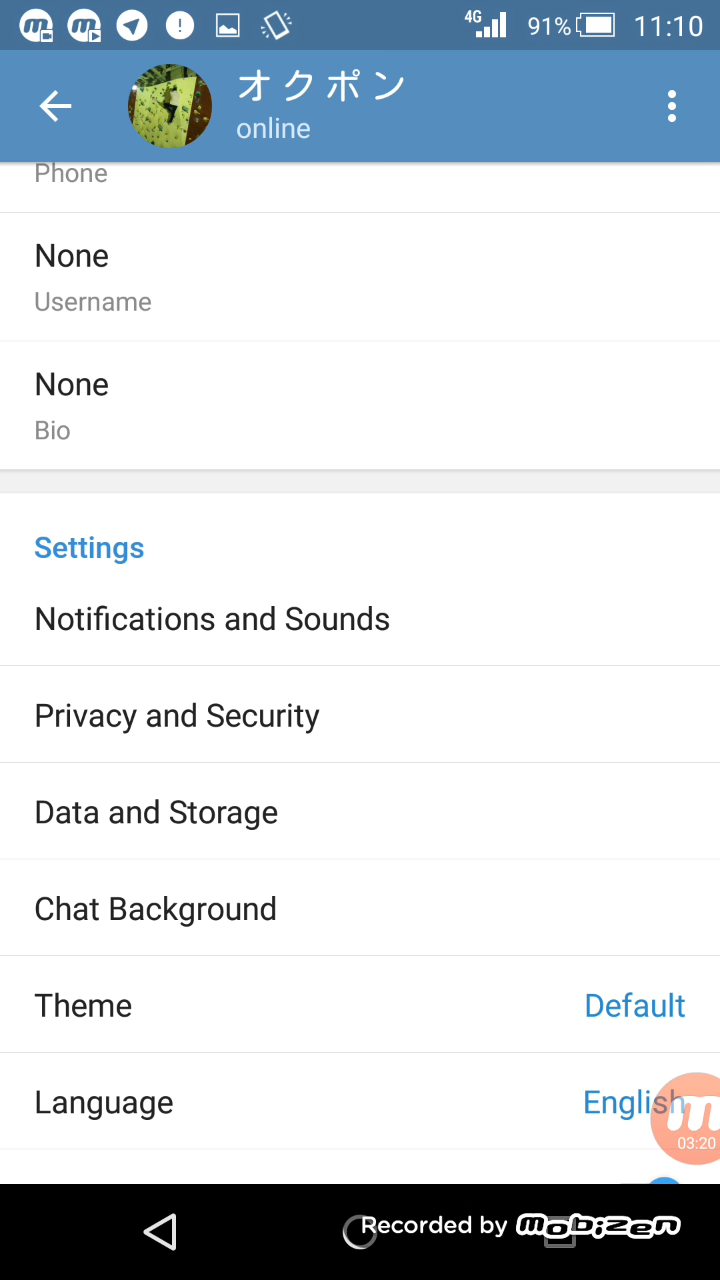 4G 91% 11:10
オクポン
online
Phone
None
Username
None
Bio
Settings
Notifications and Sounds
Privacy and Security
Data and Storage
Chat Background
Theme Default
Language English
03:20
Recorded by mobizen